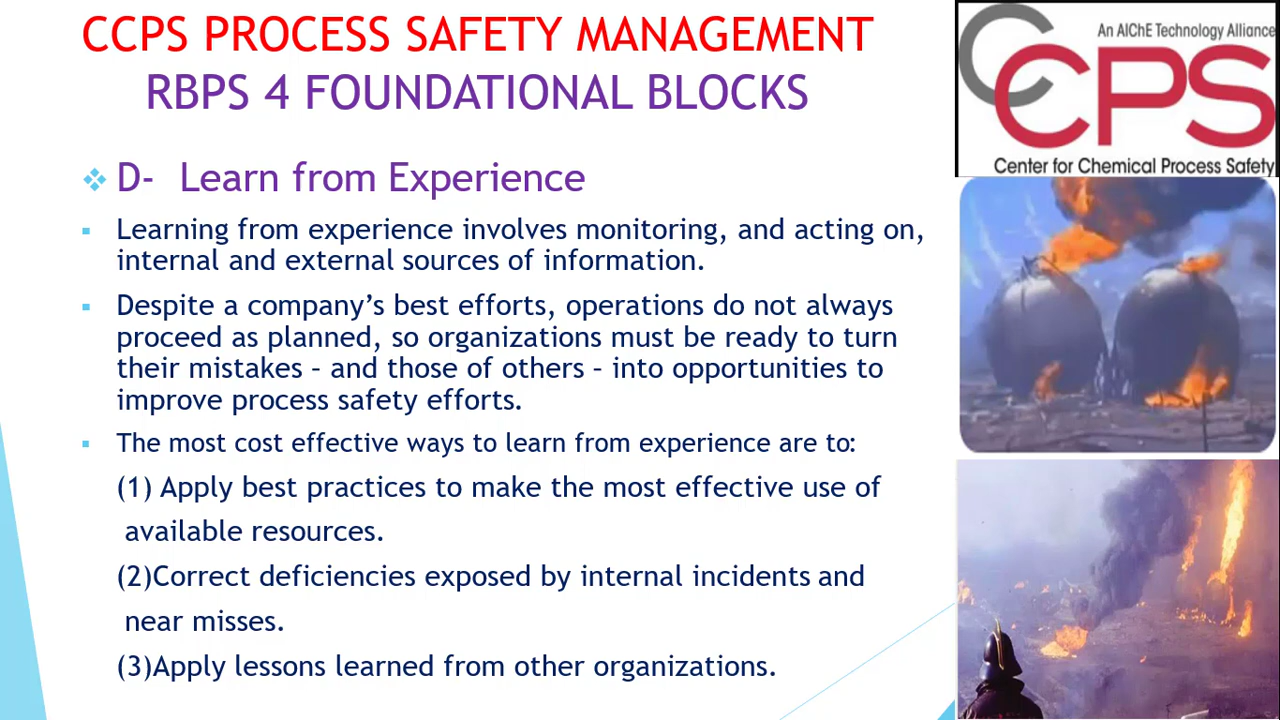 CCPS PROCESS SAFETY MANAGEMENT
RBPS 4 FOUNDATIONAL BLOCKS
D- Learn from Experience
Learning from experience involves monitoring, and acting on,
internal and external sources of information.
Despite a company’s best efforts, operations do not always
proceed as planned, so organizations must be ready to turn
their mistakes – and those of others – into opportunities to
improve process safety efforts.
The most cost effective ways to learn from experience are to:
(1) Apply best practices to make the most effective use of
available resources.
(2)Correct deficiencies exposed by internal incidents and
near misses.
(3)Apply lessons learned from other organizations.
An AIChE Technology Alliance
CCPS
Center for Chemical Process Safety